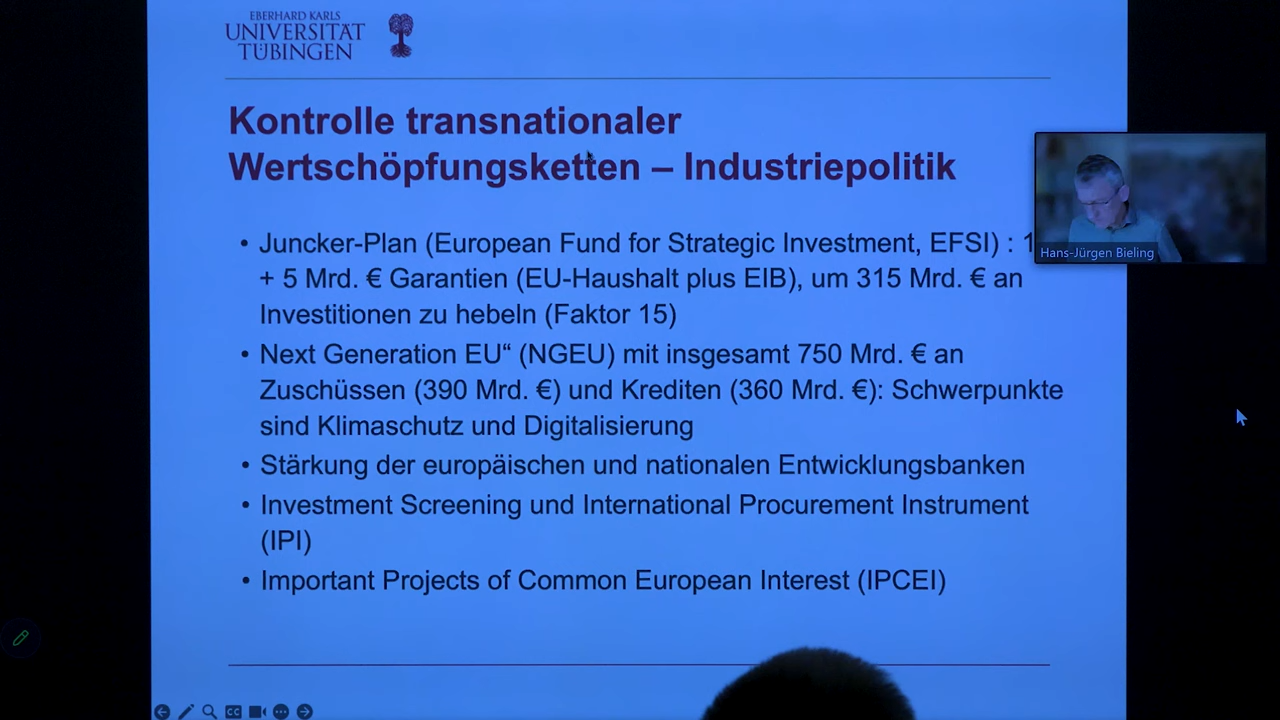 EBERHARD KARLS
UNIVERSITÄT
TÜBINGEN
Kontrolle transnationaler
Wertschöpfungsketten – Industriepolitik
• Juncker-Plan (European Fund for Strategic Investment, EFSI) : 1
+ 5 Mrd. € Garantien (EU-Haushalt plus EIB), um 315 Mrd. € an
Investitionen zu hebeln (Faktor 15)
• Next Generation EU“ (NGEU) mit insgesamt 750 Mrd. € an
Zuschüssen (390 Mrd. €) und Krediten (360 Mrd. €): Schwerpunkte
sind Klimaschutz und Digitalisierung
• Stärkung der europäischen und nationalen Entwicklungsbanken
• Investment Screening und International Procurement Instrument
(IPI)
• Important Projects of Common European Interest (IPCEI)
Hans-Jürgen Bieling
CC